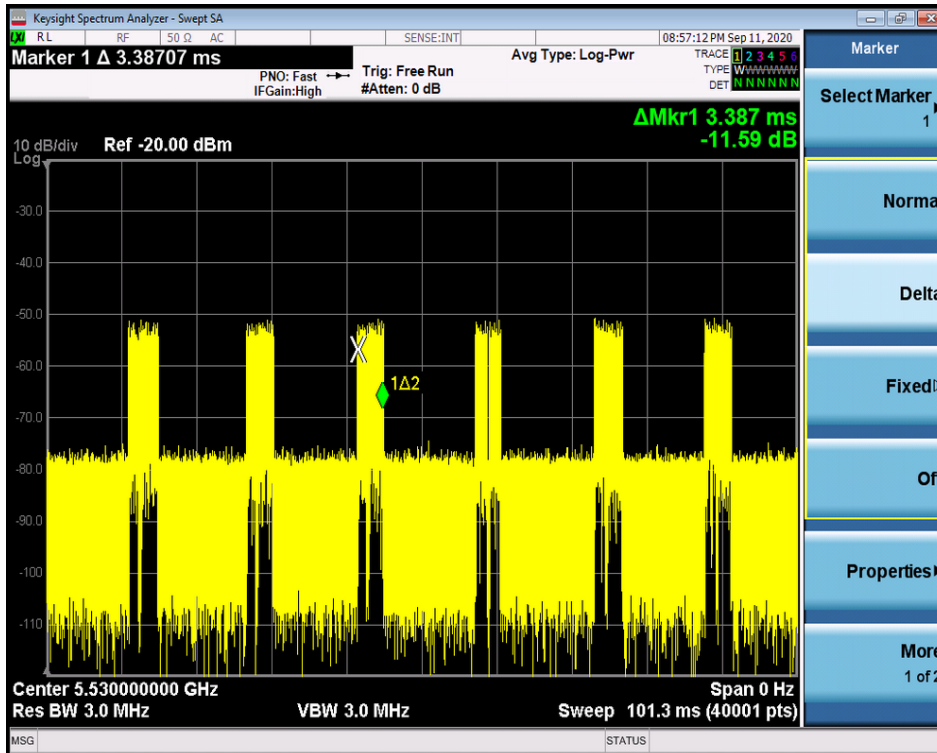 Keysight Spectrum Analyzer - Swept SA
LXI RL RF 50 Ω AC SENSE:INT 08:57:12 PM Sep 11, 2020
Marker 1 Δ 3.38707 ms
PNO: Fast
IFGain:High
Trig: Free Run
#Atten: 0 dB
Avg Type: Log-Pwr
TRACE 1 2 3 4 5 6
TYPE WWWWWW
DET N N N N N N
ΔMkr1 3.387 ms
-11.59 dB
10 dB/div Ref -20.00 dBm
Log
-30.0
-40.0
-50.0
-60.0
-70.0
-80.0
-90.0
-100
-110
1Δ2
Center 5.530000000 GHz Span 0 Hz
Res BW 3.0 MHz VBW 3.0 MHz Sweep 101.3 ms (40001 pts)
MSG STATUS
Marker
Select Marker
1
Norma
Delta
Fixed
Of
Properties
More
1 of 2